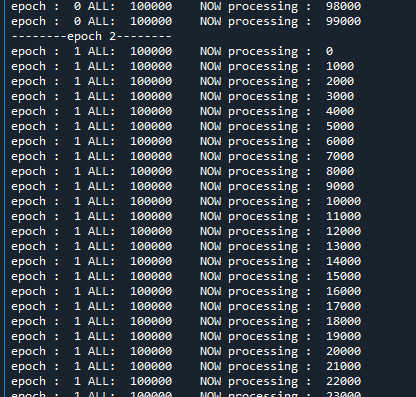 epoch :  0 ALL:  100000    NOW processing :  98000
epoch :  0 ALL:  100000    NOW processing :  99000
--------epoch 2--------
epoch :  1 ALL:  100000    NOW processing :  0
epoch :  1 ALL:  100000    NOW processing :  1000
epoch :  1 ALL:  100000    NOW processing :  2000
epoch :  1 ALL:  100000    NOW processing :  3000
epoch :  1 ALL:  100000    NOW processing :  4000
epoch :  1 ALL:  100000    NOW processing :  5000
epoch :  1 ALL:  100000    NOW processing :  6000
epoch :  1 ALL:  100000    NOW processing :  7000
epoch :  1 ALL:  100000    NOW processing :  8000
epoch :  1 ALL:  100000    NOW processing :  9000
epoch :  1 ALL:  100000    NOW processing :  10000
epoch :  1 ALL:  100000    NOW processing :  11000
epoch :  1 ALL:  100000    NOW processing :  12000
epoch :  1 ALL:  100000    NOW processing :  13000
epoch :  1 ALL:  100000    NOW processing :  14000
epoch :  1 ALL:  100000    NOW processing :  15000
epoch :  1 ALL:  100000    NOW processing :  16000
epoch :  1 ALL:  100000    NOW processing :  17000
epoch :  1 ALL:  100000    NOW processing :  18000
epoch :  1 ALL:  100000    NOW processing :  19000
epoch :  1 ALL:  100000    NOW processing :  20000
epoch :  1 ALL:  100000    NOW processing :  21000
epoch :  1 ALL:  100000    NOW processing :  22000
epoch :  1 ALL:  100000    NOW processing :  23000